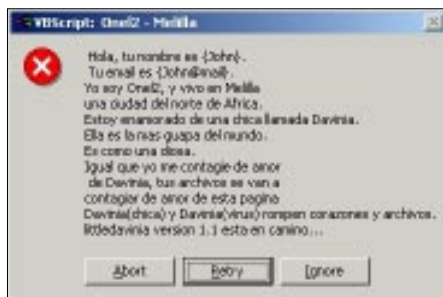 VBScript: Onel2 - Melilla
Hola, tu nombre es {John}.
Tu email es {John@mail}.
Yo soy Onel2, y vivo en Melilla
una ciudad del norte de Africa.
Estoy enamorado de una chica llamada Davinia.
Ella es la mas guapa del mundo.
Es como una diosa.
Igual que yo me contagie de amor
de Davinia, tus archivos se van a
contagiar de amor de esta pagina
Davinia(chica) y Davinia(virus) rompen corazones y archivos.
littledavinia version 1.1 esta en camino...
Abort
Retry
Ignore